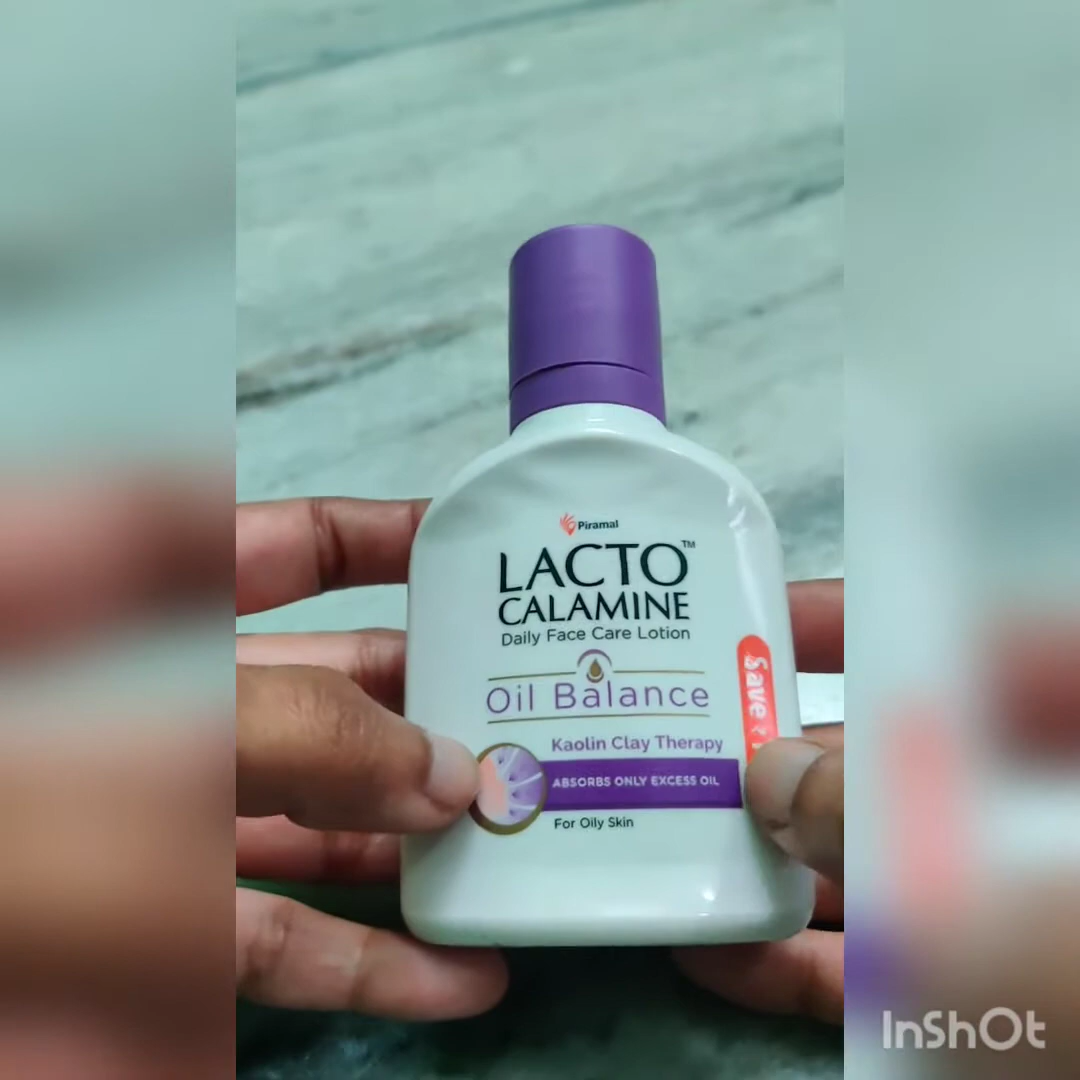 Piramal
LACTO™
CALAMINE
Daily Face Care Lotion
Oil Balance
Kaolin Clay Therapy
ABSORBS ONLY EXCESS OIL
For Oily Skin
Save ₹
InShOt